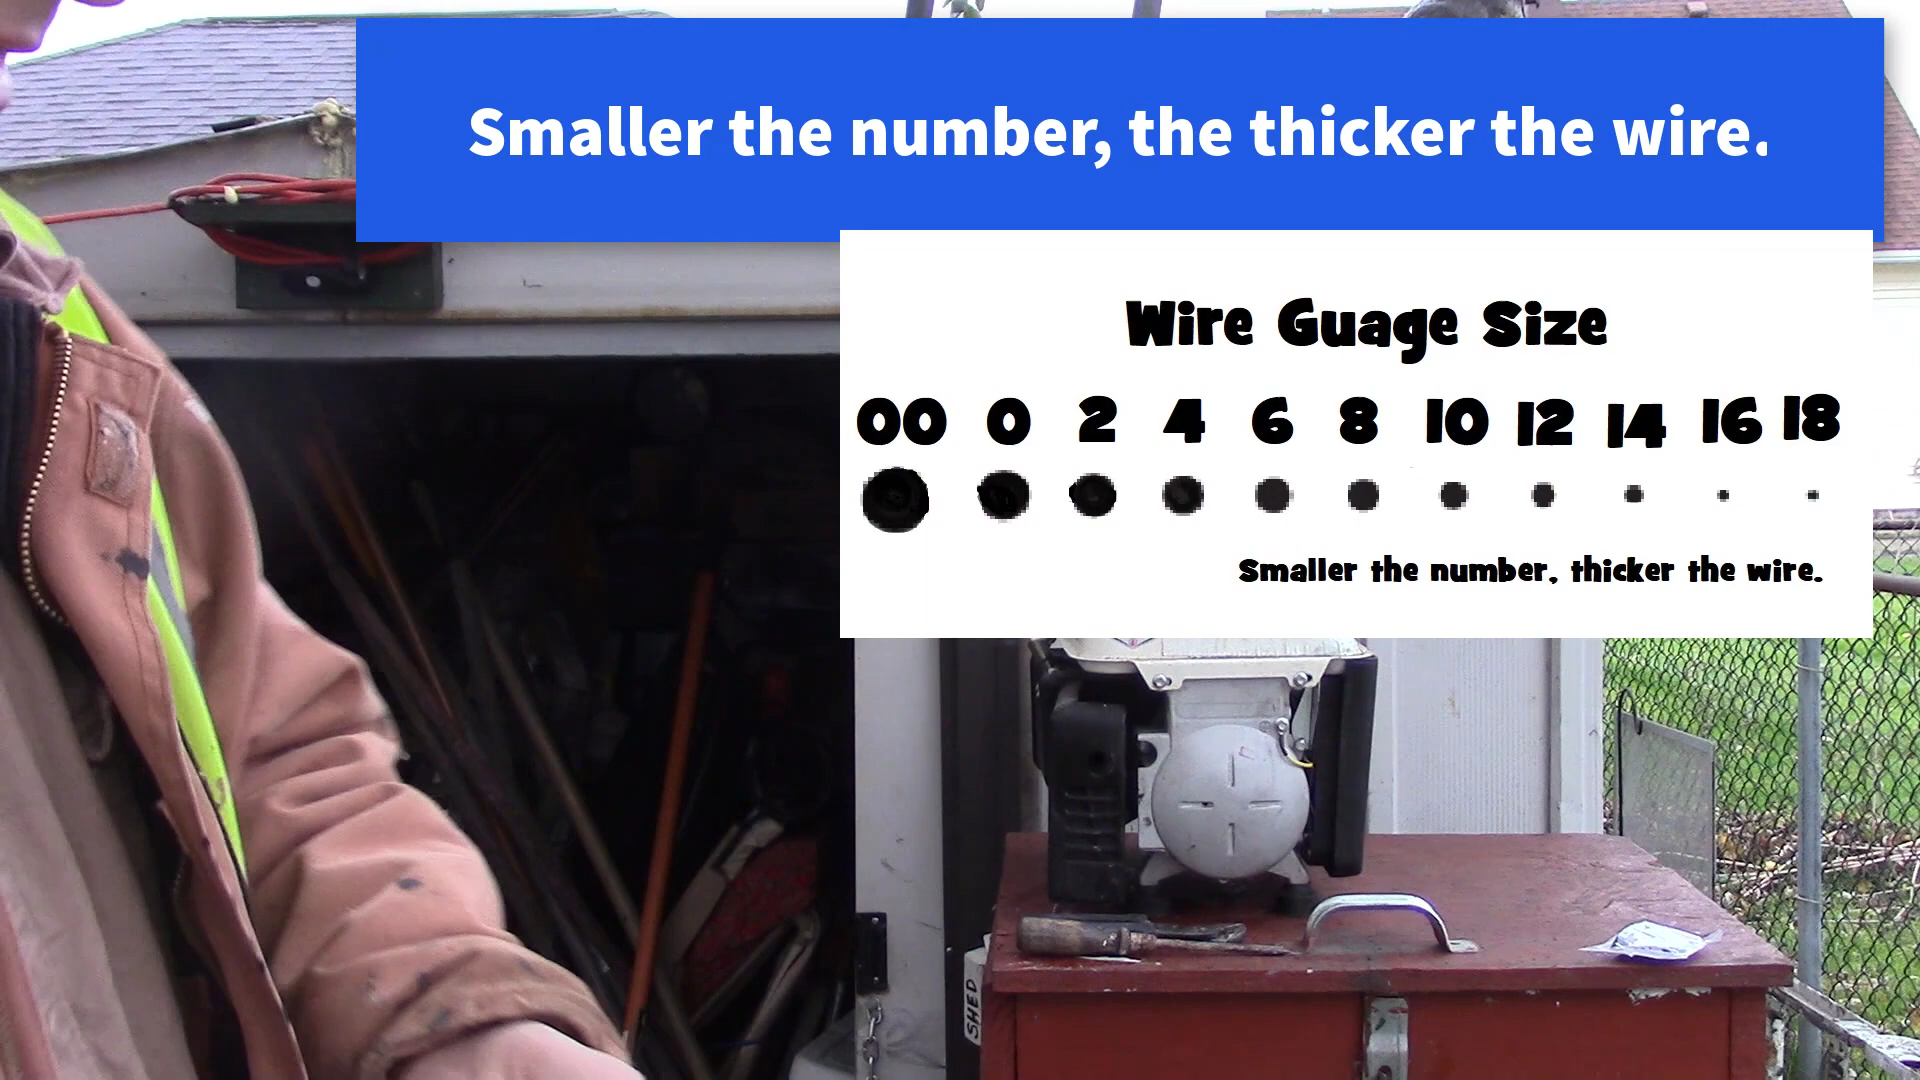 Smaller the number, the thicker the wire.
Wire Guage Size
00 0 2 4 6 8 10 12 14 16 18
Smaller the number, thicker the wire.
SHED